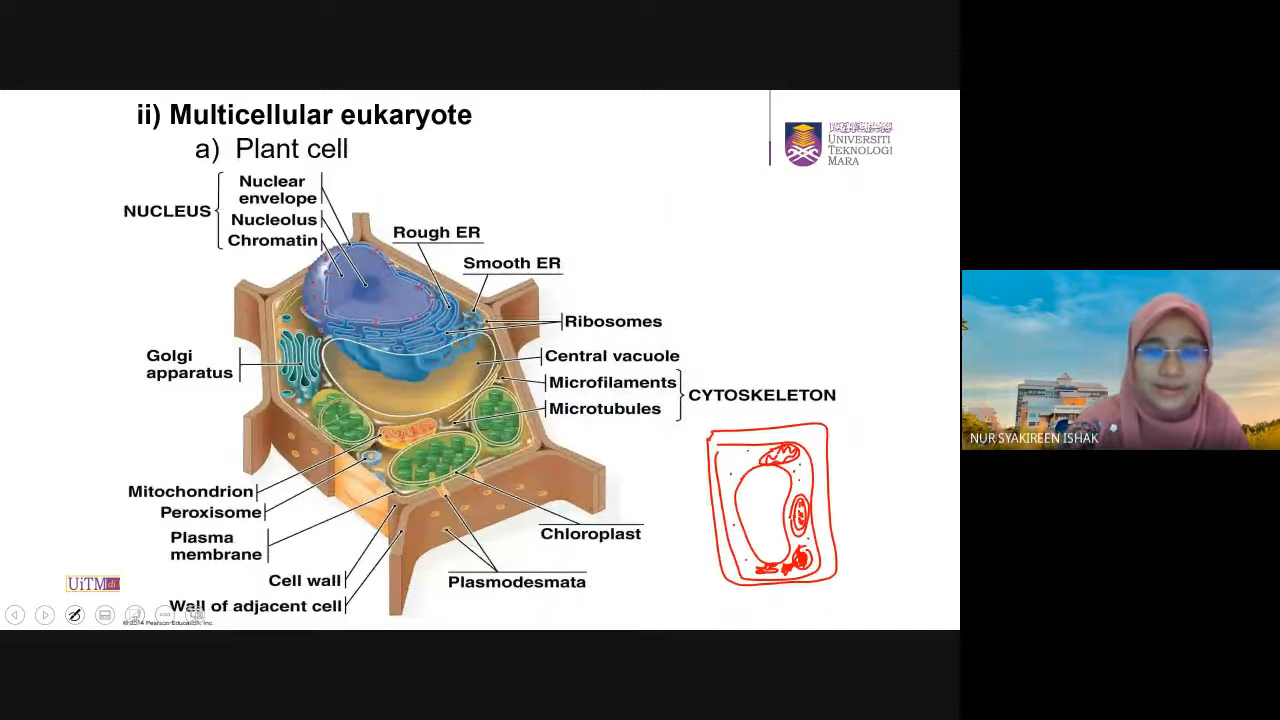 ii) Multicellular eukaryote
a) Plant cell
UNIVERSITI
TEKNOLOGI
MARA
NUCLEUS
Nuclear
envelope
Nucleolus
Chromatin
Rough ER
Smooth ER
Ribosomes
Central vacuole
Microfilaments
Microtubules
CYTOSKELETON
Golgi
apparatus
Mitochondrion
Peroxisome
Plasma
membrane
Cell wall
Wall of adjacent cell
Chloroplast
Plasmodesmata
UiTM di
© 2014 Pearson Education, Inc.
NUR SYAKIREEN ISHAK